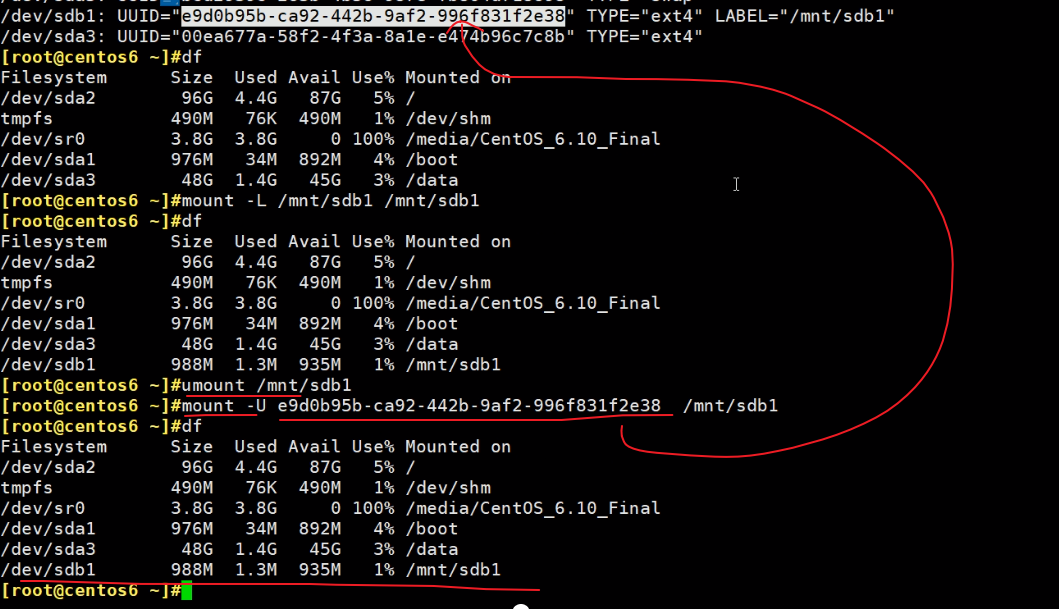 /dev/sdb1: UUID="e9d0b95b-ca92-442b-9af2-996f831f2e38" TYPE="ext4" LABEL="/mnt/sdb1"
/dev/sda3: UUID="00ea677a-58f2-4f3a-8a1e-e474b96c7c8b" TYPE="ext4"
[root@centos6 ~]#df
Filesystem      Size  Used Avail Use% Mounted on
/dev/sda2        96G  4.4G   87G   5% /
tmpfs           490M   76K  490M   1% /dev/shm
/dev/sr0        3.8G  3.8G     0 100% /media/CentOS_6.10_Final
/dev/sda1       976M   34M  892M   4% /boot
/dev/sda3        48G  1.4G   45G   3% /data
[root@centos6 ~]#mount -L /mnt/sdb1 /mnt/sdb1
[root@centos6 ~]#df
Filesystem      Size  Used Avail Use% Mounted on
/dev/sda2        96G  4.4G   87G   5% /
tmpfs           490M   76K  490M   1% /dev/shm
/dev/sr0        3.8G  3.8G     0 100% /media/CentOS_6.10_Final
/dev/sda1       976M   34M  892M   4% /boot
/dev/sda3        48G  1.4G   45G   3% /data
/dev/sdb1       988M  1.3M  935M   1% /mnt/sdb1
[root@centos6 ~]#umount /mnt/sdb1
[root@centos6 ~]#mount -U e9d0b95b-ca92-442b-9af2-996f831f2e38  /mnt/sdb1
[root@centos6 ~]#df
Filesystem      Size  Used Avail Use% Mounted on
/dev/sda2        96G  4.4G   87G   5% /
tmpfs           490M   76K  490M   1% /dev/shm
/dev/sr0        3.8G  3.8G     0 100% /media/CentOS_6.10_Final
/dev/sda1       976M   34M  892M   4% /boot
/dev/sda3        48G  1.4G   45G   3% /data
/dev/sdb1       988M  1.3M  935M   1% /mnt/sdb1
[root@centos6 ~]#